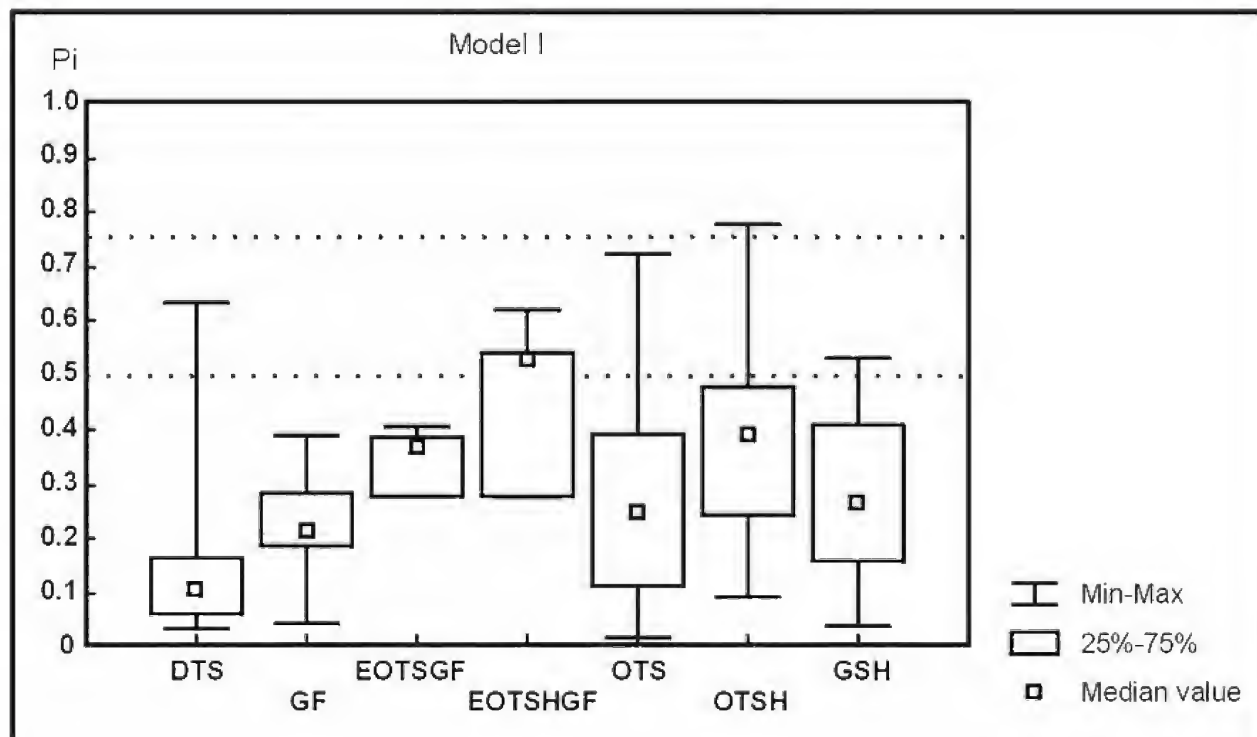 Model I
Pi
1.0
0.9
0.8
0.7
0.6
0.5
0.4
0.3
0.2
0.1
0
DTS
GF
EOTSGF
EOTSHGF
OTS
OTSH
GSH
Min-Max
25%-75%
Median value